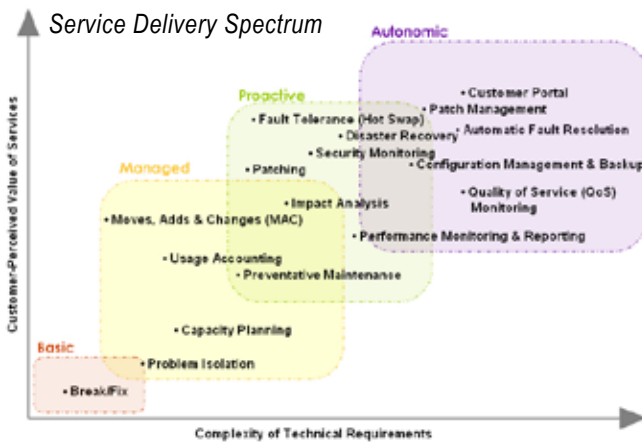 Service Delivery Spectrum
Autonomic
• Customer Portal
Proactive
• Patch Management
• Fault Tolerance (Hot Swap)
• Disaster Recovery
• Automatic Fault Resolution
• Security Monitoring
Managed
• Patching
• Configuration Management & Backup
• Impact Analysis
• Quality of Service (QoS)
Monitoring
• Moves, Adds & Changes (MAC)
• Performance Monitoring & Reporting
• Usage Accounting
• Preventative Maintenance
• Capacity Planning
Basic
• Problem Isolation
• Break/Fix
Customer-Perceived Value of Services
Complexity of Technical Requirements